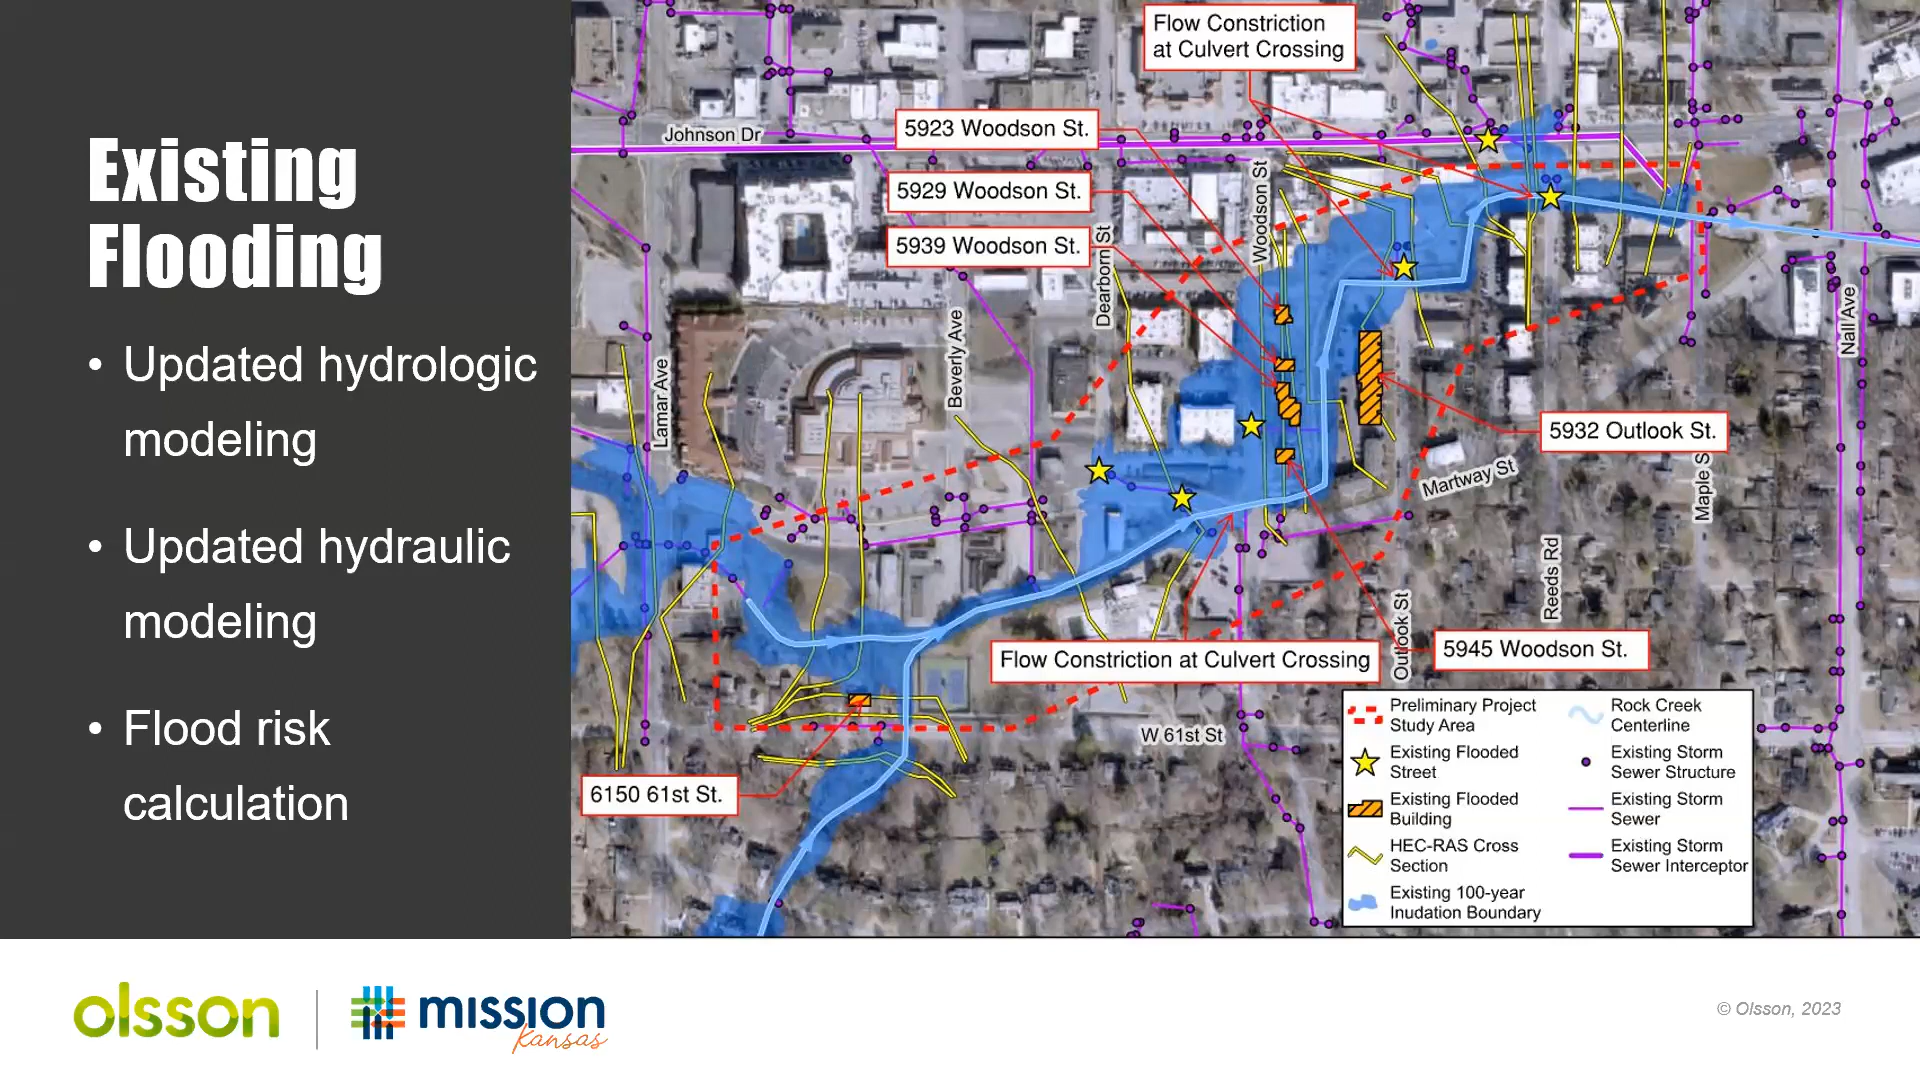 Existing
Flooding
• Updated hydrologic
modeling
• Updated hydraulic
modeling
• Flood risk
calculation
Flow Constriction
at Culvert Crossing
Johnson Dr
5923 Woodson St.
5929 Woodson St.
5939 Woodson St.
Woodson St
Dearborn St
Beverly Ave
Lamar Ave
Nall Ave
5932 Outlook St.
Martway St
Maple S
Reeds Rd
Outlook St
Flow Constriction at Culvert Crossing
5945 Woodson St.
W 61st St
6150 61st St.
Preliminary Project
Study Area
Existing Flooded
Street
Existing Flooded
Building
HEC-RAS Cross
Section
Existing 100-year
Inudation Boundary
Rock Creek
Centerline
Existing Storm
Sewer Structure
Existing Storm
Sewer
Existing Storm
Sewer Interceptor
olsson
mission
kansas
© Olsson, 2023